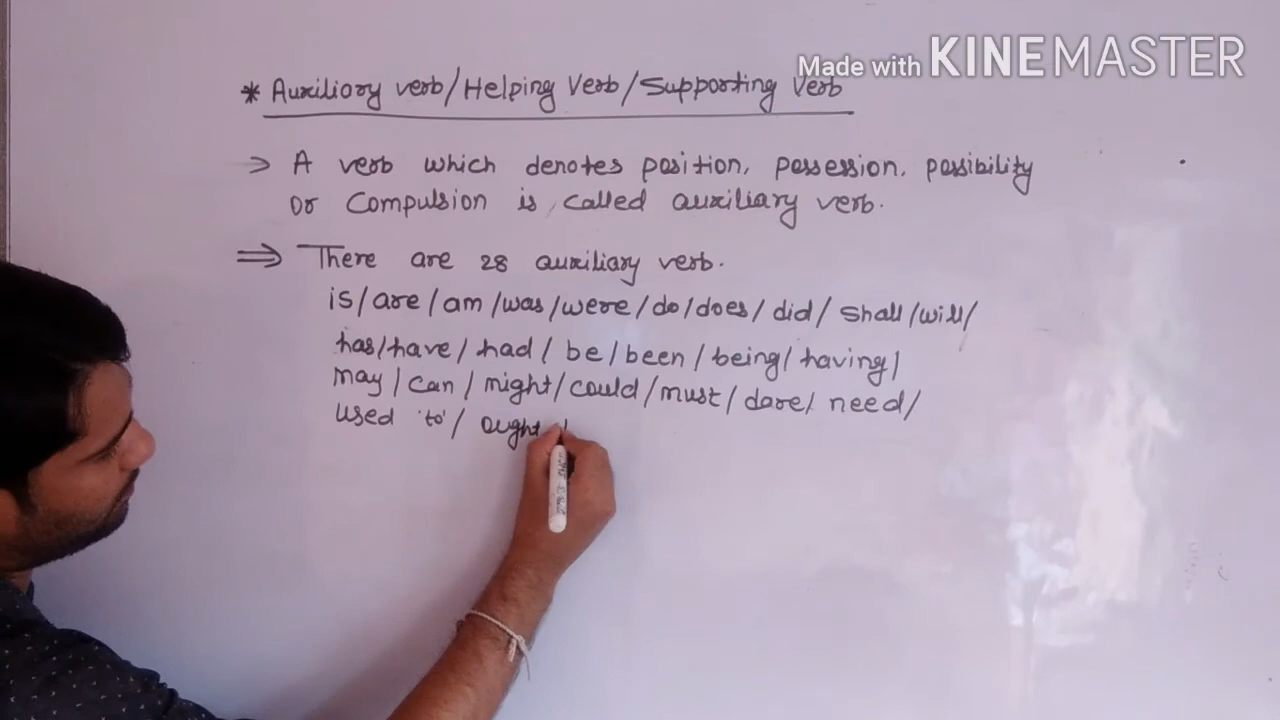 Made with KINEMASTER
* Auxiliory verb/Helping Verb/Supporting Verb
> A verb which denotes position, possession, possibility
or Compulsion is called auxiliary verb.
⇒ There are 28 auxiliary verb.
is/are/am/was/were/do/does/did/shall/will/
has/have/had/be/been/being/having/
may/can/might/could/must/dare/need/
used 'to'/ought